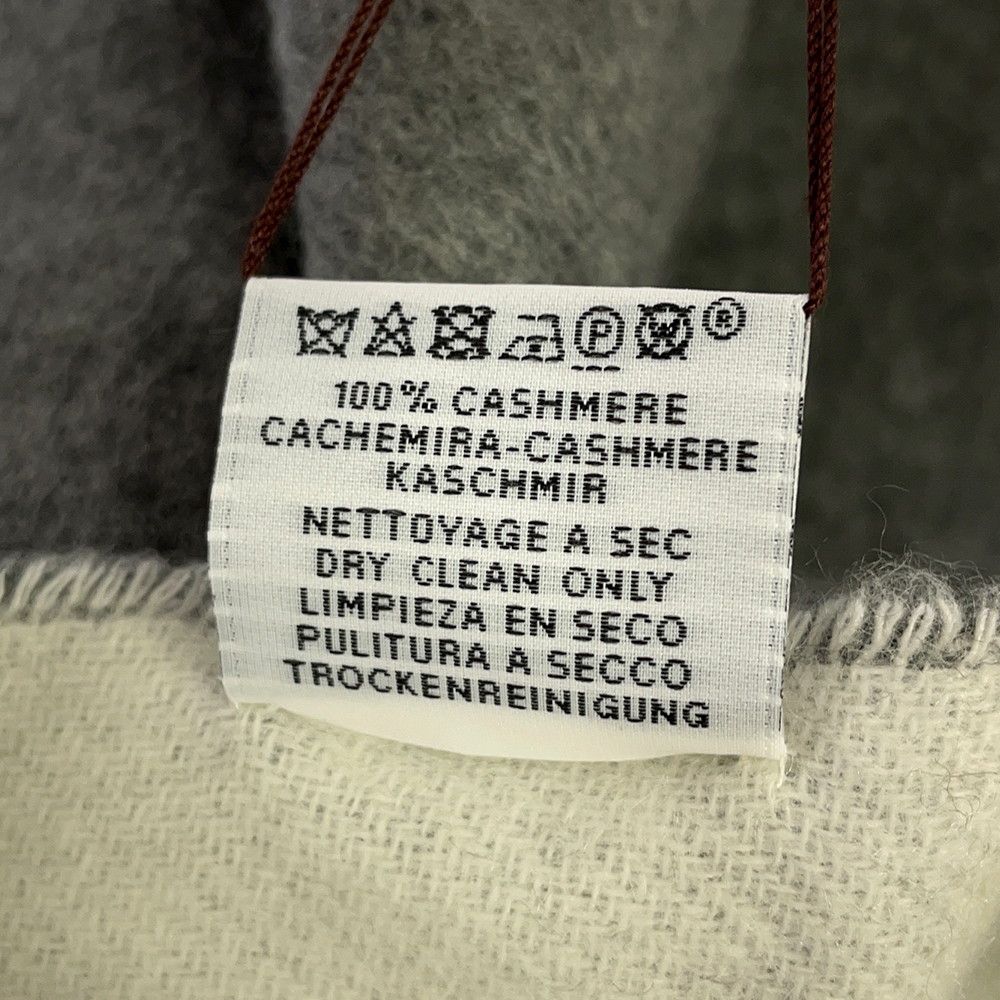 P W ®
100% CASHMERE
CACHEMIRA-CASHMERE
KASCHMIR
NETTOYAGE A SEC
DRY CLEAN ONLY
LIMPIEZA EN SECO
PULITURA A SECCO
TROCKENREINIGUNG